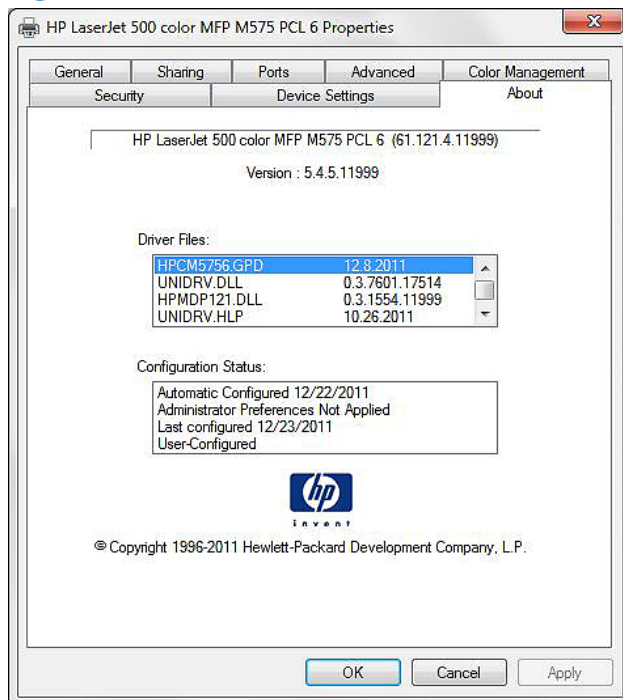 HP LaserJet 500 color MFP M575 PCL 6 Properties
General Sharing Ports Advanced Color Management
Security Device Settings About
HP LaserJet 500 color MFP M575 PCL 6 (61.121.4.11999)
Version : 5.4.5.11999
Driver Files:
HPCM5756.GPD 12.8.2011
UNIDRV.DLL 0.3.7601.17514
HPMDP121.DLL 0.3.1554.11999
UNIDRV.HLP 10.26.2011
Configuration Status:
Automatic Configured 12/22/2011
Administrator Preferences Not Applied
Last configured 12/23/2011
User-Configured
hp
invent
© Copyright 1996-2011 Hewlett-Packard Development Company, L.P.
OK Cancel Apply